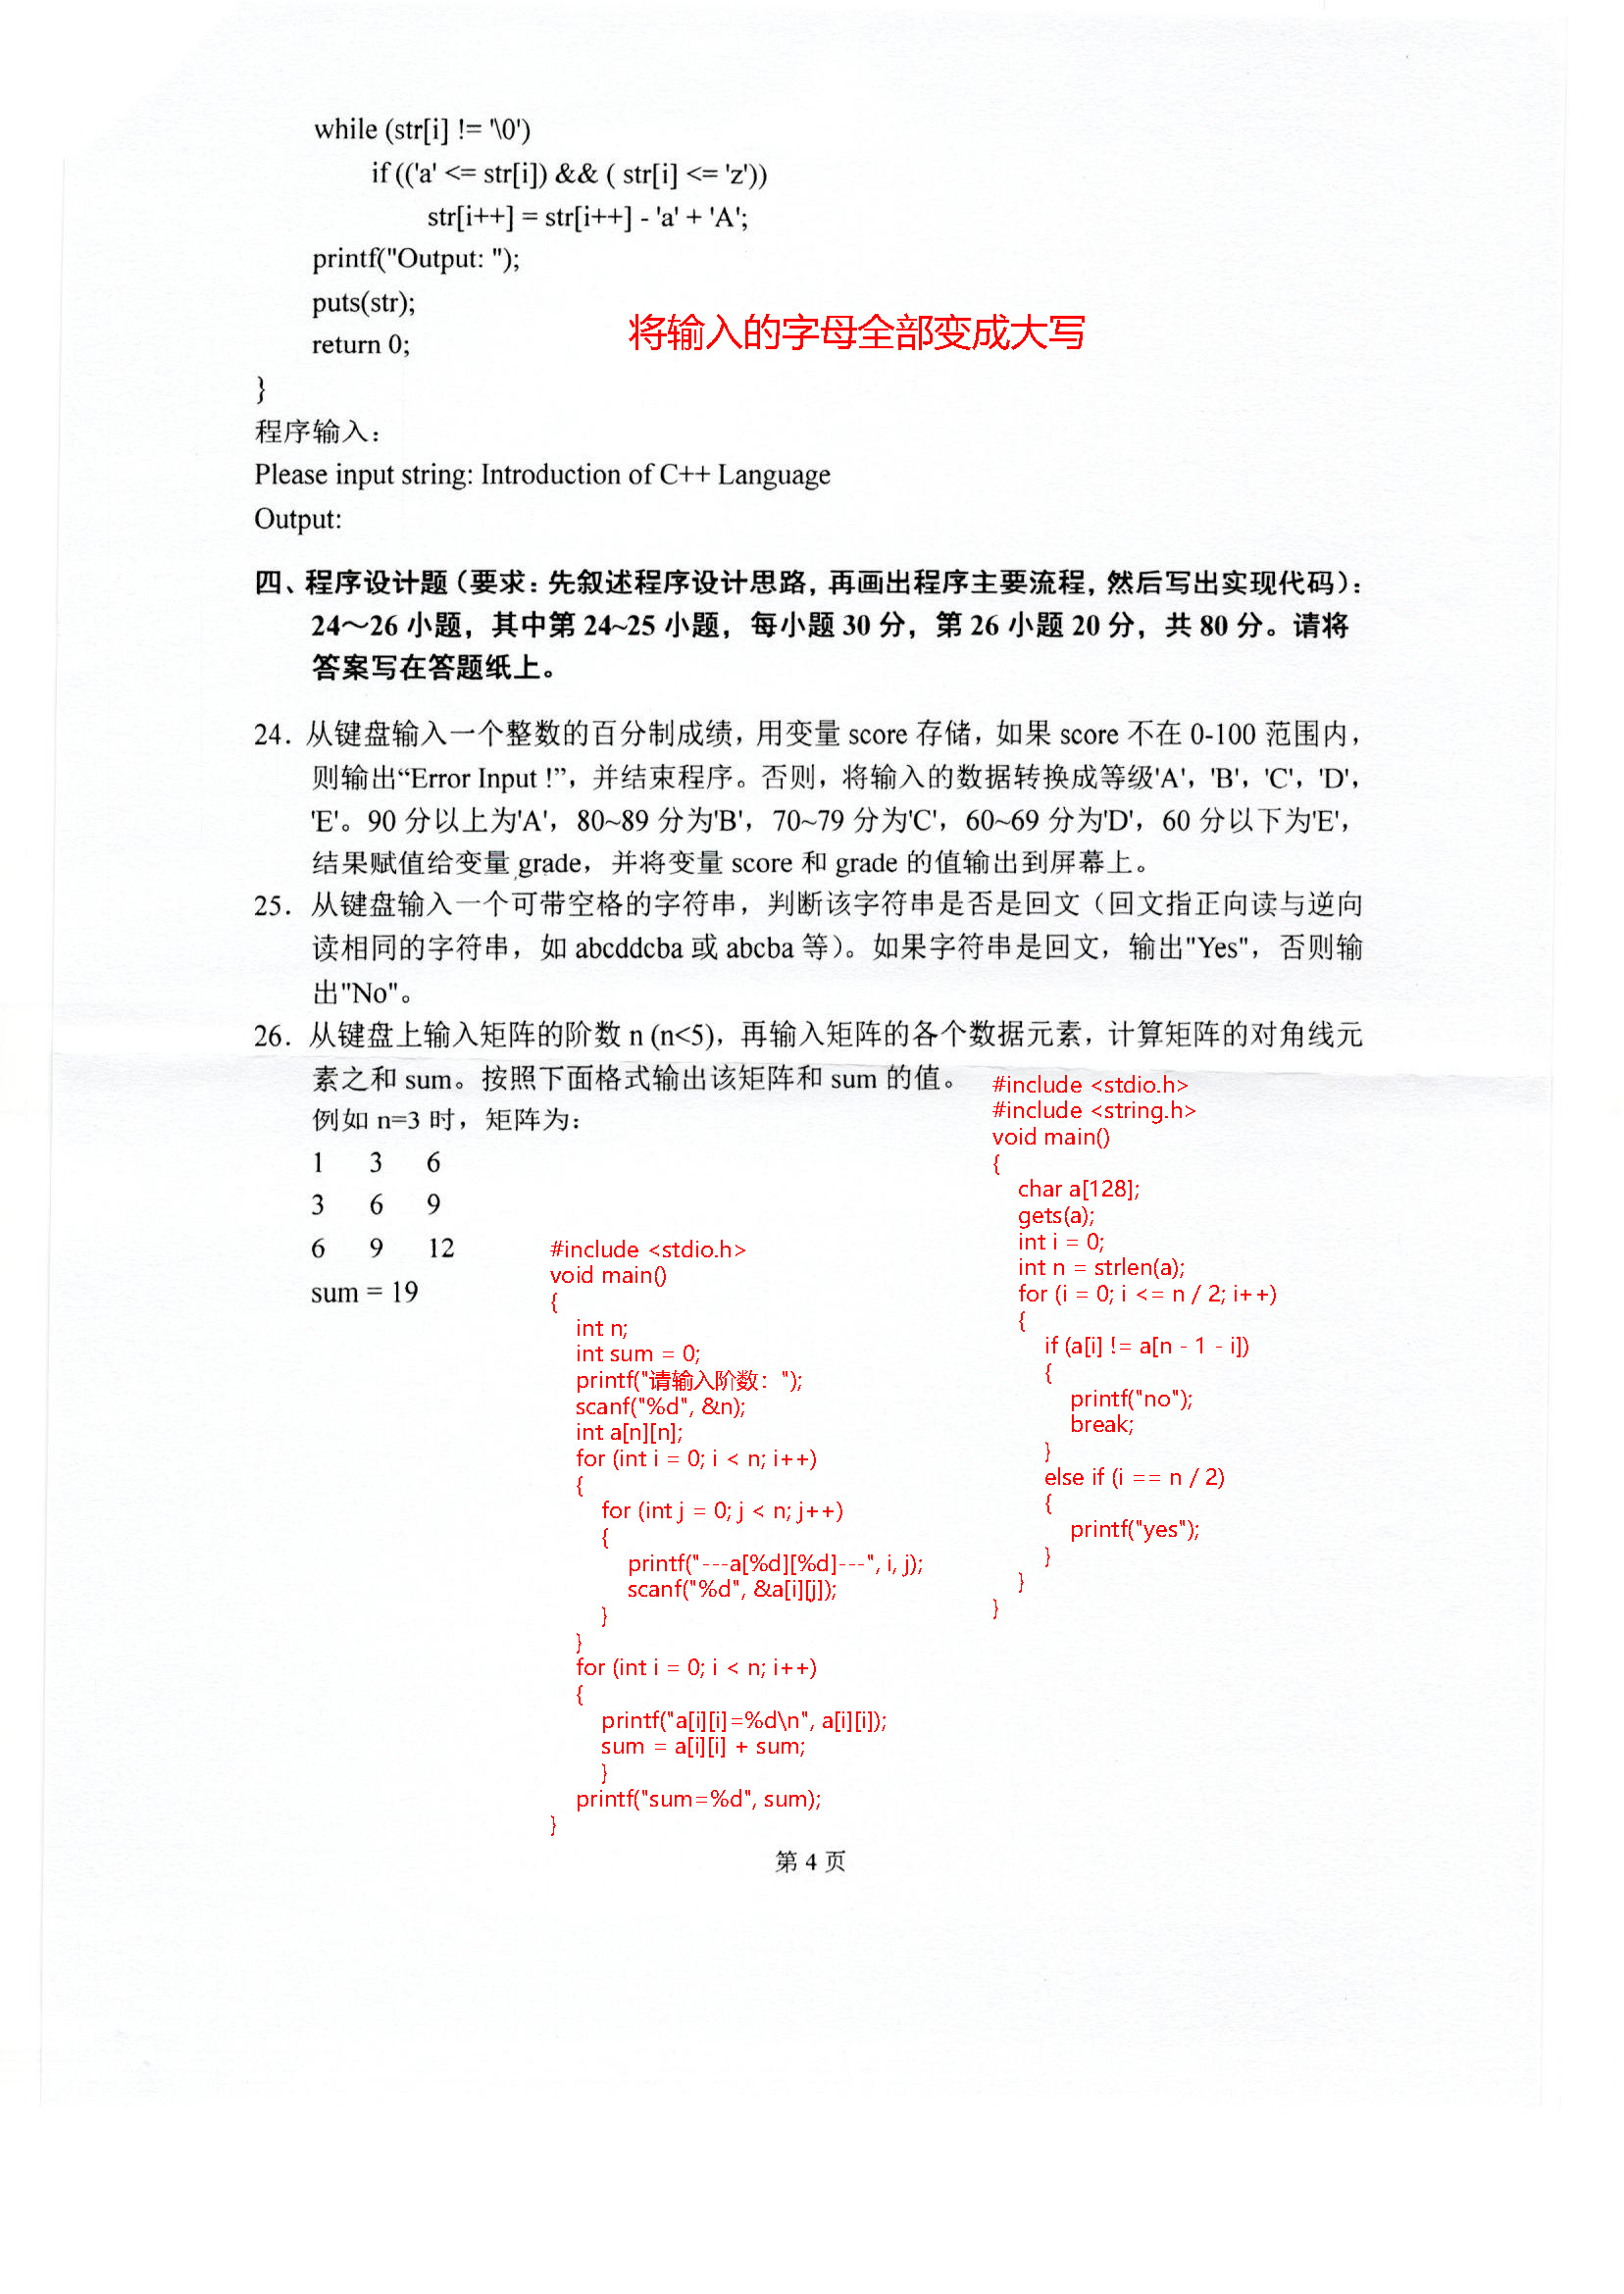 while (str[i] != '\0')
if (('a' <= str[i]) && ( str[i] <= 'z'))
str[i++] = str[i++] - 'a' + 'A';
printf("Output: ");
puts(str);
return 0;
将输入的字母全部变成大写
}
程序输入：
Please input string: Introduction of C++ Language
Output:
四、程序设计题（要求：先叙述程序设计思路，再画出程序主要流程，然后写出实现代码）：
24～26 小题，其中第 24~25 小题，每小题 30 分，第 26 小题 20 分，共 80 分。请将
答案写在答题纸上。
24．从键盘输入一个整数的百分制成绩，用变量 score 存储，如果 score 不在 0-100 范围内，
则输出“Error Input !”，并结束程序。否则，将输入的数据转换成等级'A'，'B'，'C'，'D'，
'E'。90 分以上为'A'，80~89 分为'B'，70~79 分为'C'，60~69 分为'D'，60 分以下为'E'，
结果赋值给变量 grade，并将变量 score 和 grade 的值输出到屏幕上。
25．从键盘输入一个可带空格的字符串，判断该字符串是否是回文（回文指正向读与逆向
读相同的字符串，如 abcddcba 或 abcba 等）。如果字符串是回文，输出"Yes"，否则输
出"No"。
26．从键盘上输入矩阵的阶数 n (n<5)，再输入矩阵的各个数据元素，计算矩阵的对角线元
素之和 sum。按照下面格式输出该矩阵和 sum 的值。
例如 n=3 时，矩阵为：
1 3 6
3 6 9
6 9 12
sum = 19
#include <stdio.h>
void main()
{
int n;
int sum = 0;
printf("请输入阶数：");
scanf("%d", &n);
int a[n][n];
for (int i = 0; i < n; i++)
{
for (int j = 0; j < n; j++)
{
printf("---a[%d][%d]---", i, j);
scanf("%d", &a[i][j]);
}
}
for (int i = 0; i < n; i++)
{
printf("a[i][i]=%d\n", a[i][i]);
sum = a[i][i] + sum;
}
printf("sum=%d", sum);
}
#include <stdio.h>
#include <string.h>
void main()
{
char a[128];
gets(a);
int i = 0;
int n = strlen(a);
for (i = 0; i <= n / 2; i++)
{
if (a[i] != a[n - 1 - i])
{
printf("no");
break;
}
else if (i == n / 2)
{
printf("yes");
}
}
}
第 4 页